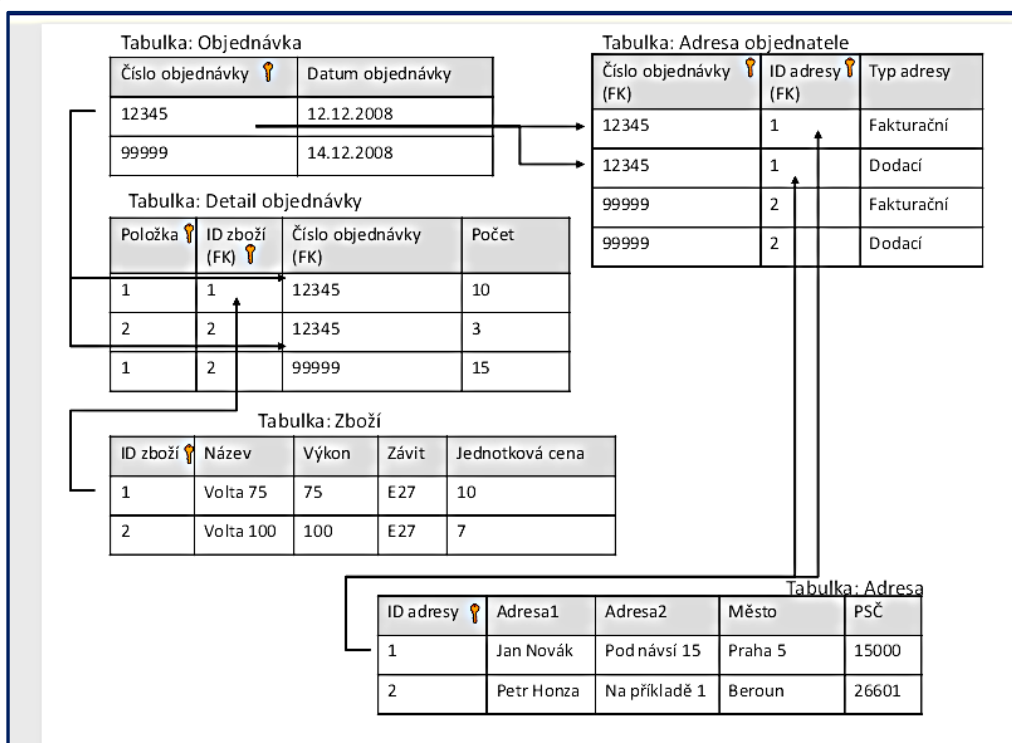 Tabulka: Objednávka
Číslo objednávky Datum objednávky
12345 12.12.2008
99999 14.12.2008
Tabulka: Adresa objednatele
Číslo objednávky (FK) ID adresy (FK) Typ adresy
12345 1 Fakturační
12345 1 Dodací
99999 2 Fakturační
99999 2 Dodací
Tabulka: Detail objednávky
Položka ID zboží (FK) Číslo objednávky (FK) Počet
1 1 12345 10
2 2 12345 3
1 2 99999 15
Tabulka: Zboží
ID zboží Název Výkon Závit Jednotková cena
1 Volta 75 75 E27 10
2 Volta 100 100 E27 7
Tabulka: Adresa
ID adresy Adresa1 Adresa2 Město PSČ
1 Jan Novák Pod návsí 15 Praha 5 15000
2 Petr Honza Na příkladě 1 Beroun 26601